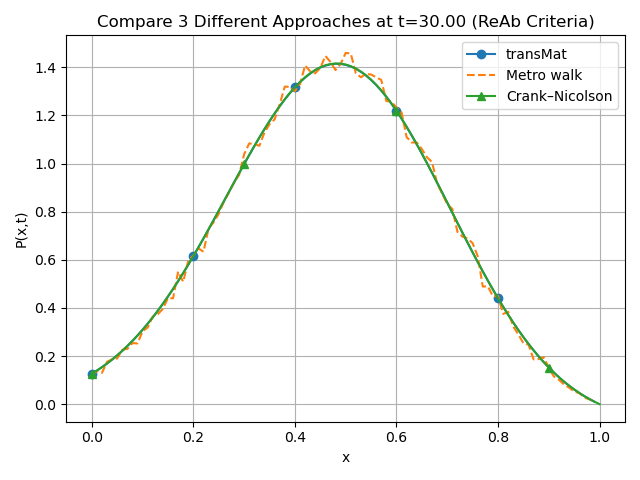 Compare 3 Different Approaches at t=30.00 (ReAb Criteria)
transMat
Metro walk
Crank–Nicolson
P(x,t)
1.4
1.2
1.0
0.8
0.6
0.4
0.2
0.0
0.0 0.2 0.4 0.6 0.8 1.0
x